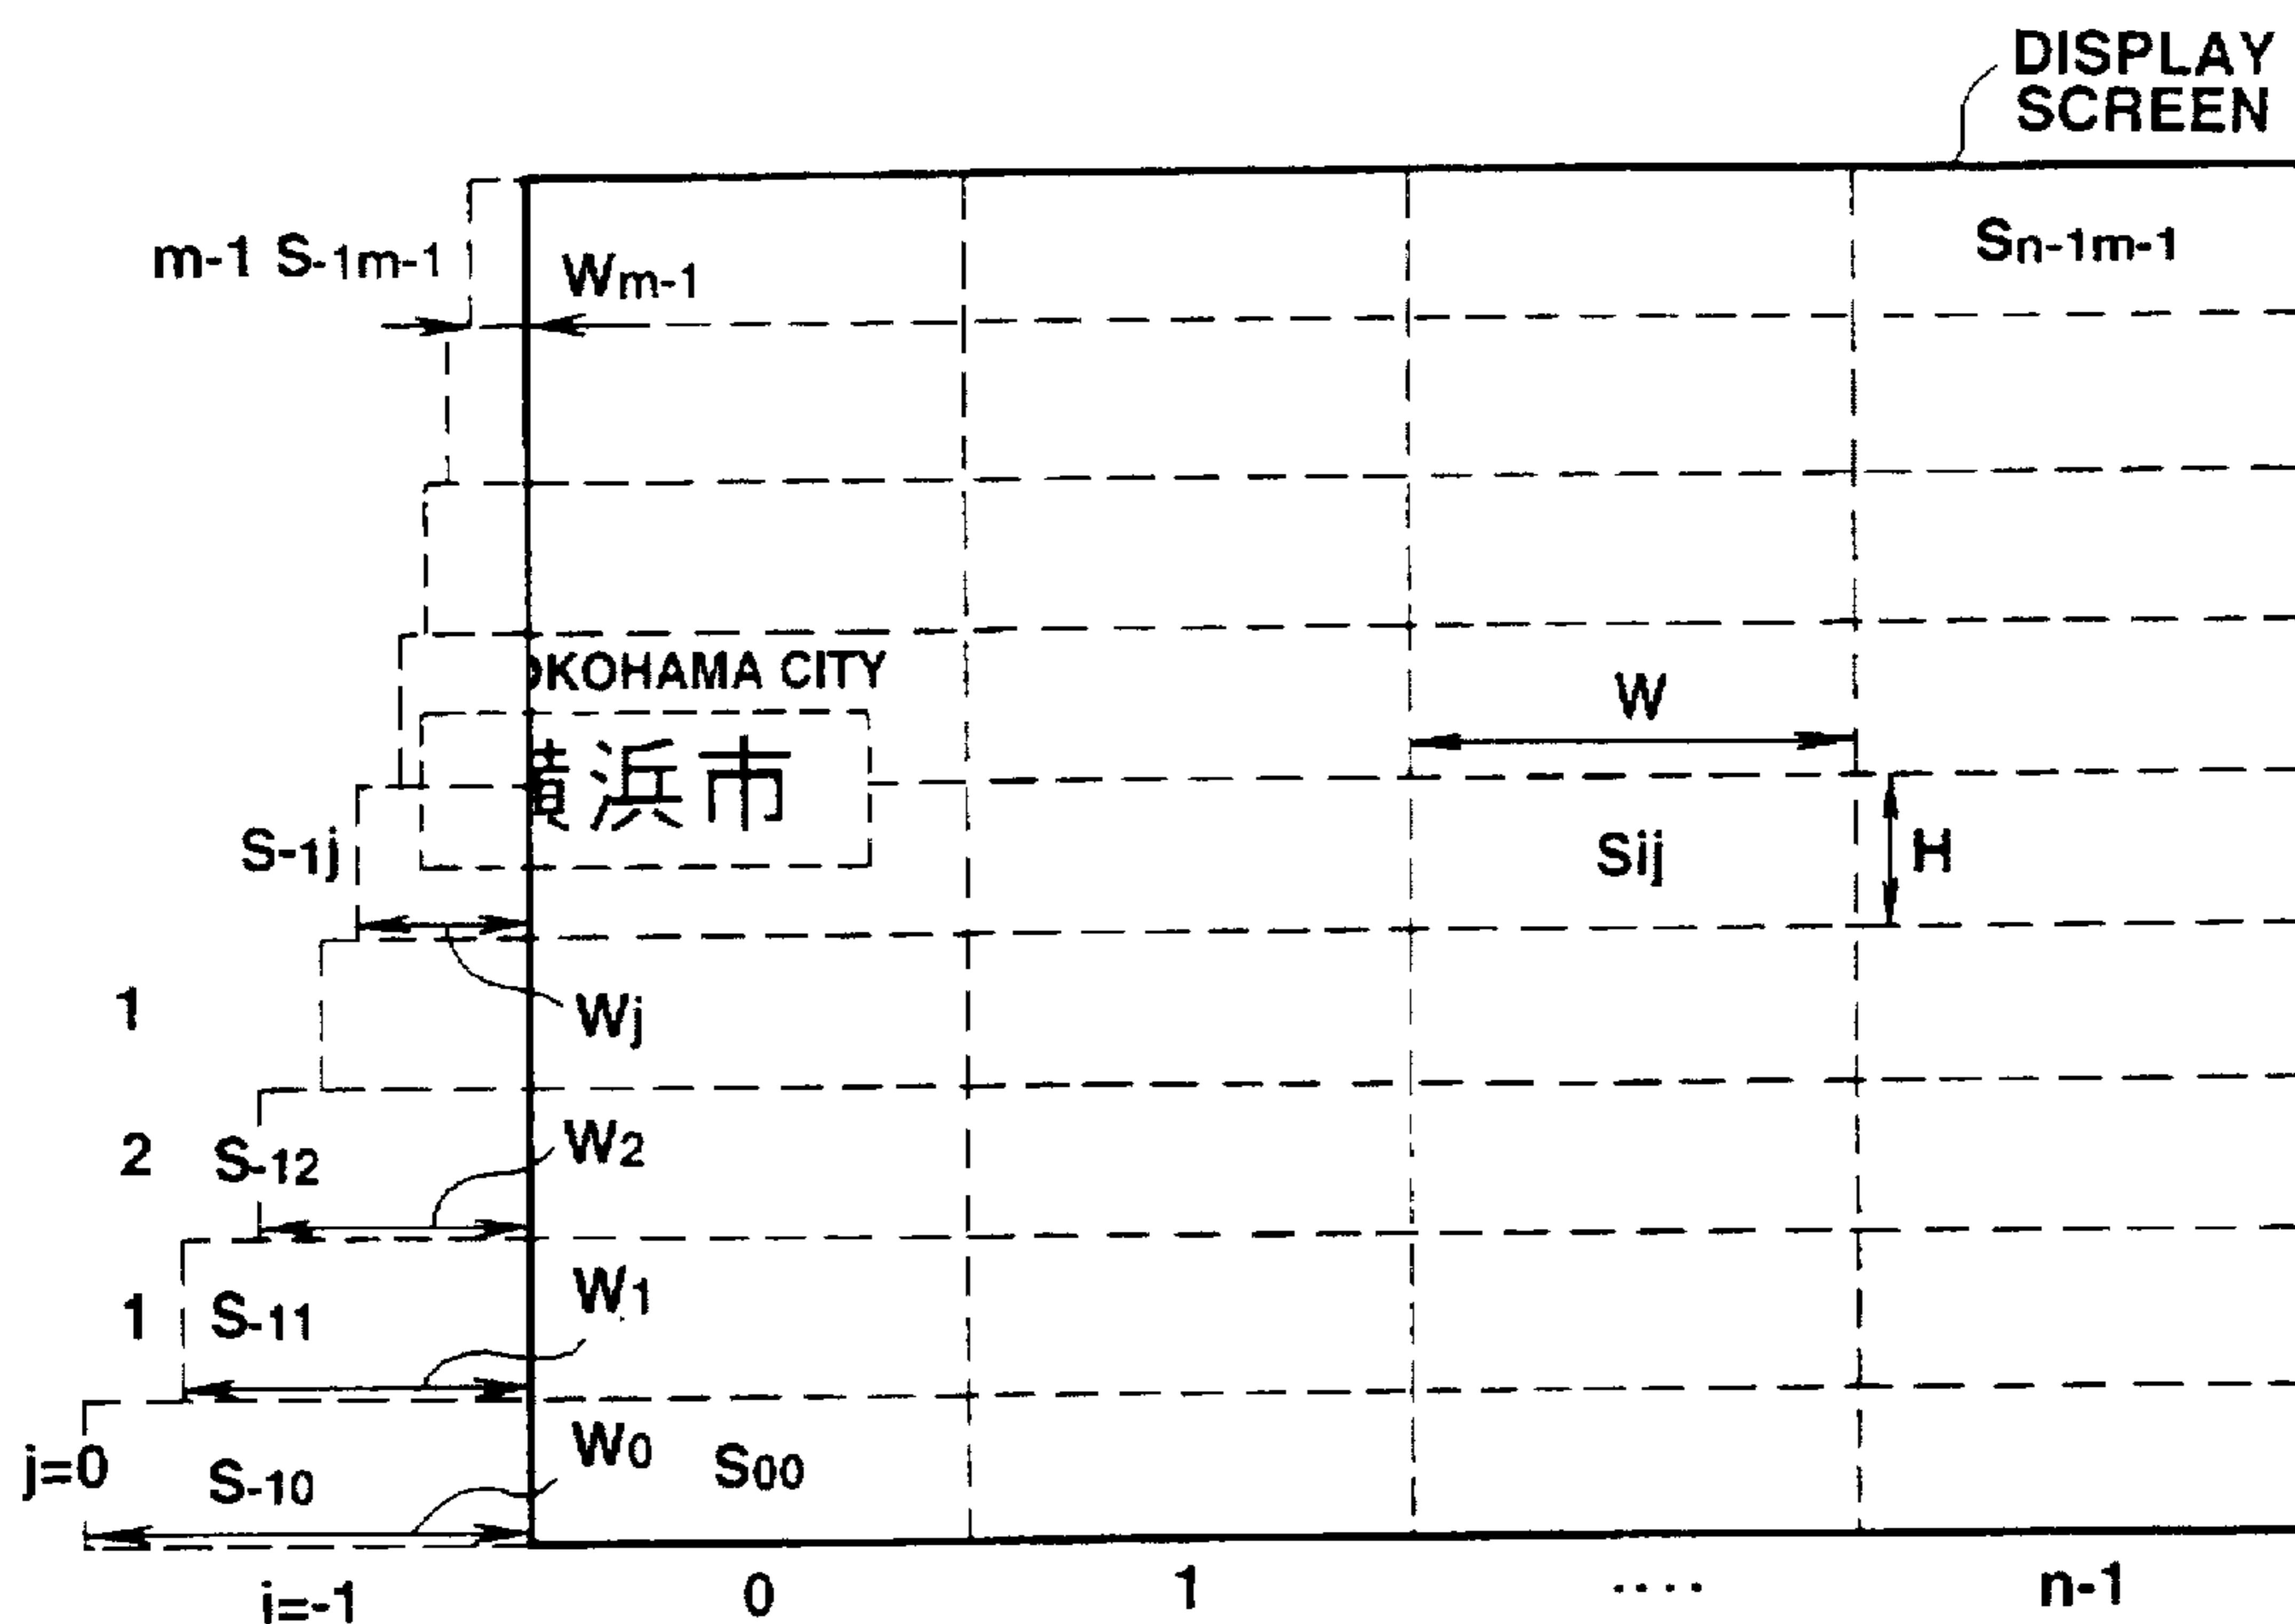 DISPLAY
SCREEN
m-1 S-1m-1
Wm-1
Sn-1m-1
OKOHAMA CITY
横浜市
W
S-1j
Sij
H
1
Wj
2
S-12
W2
1
S-11
W1
j=0
S-10
W0
S00
i=-1
0
1
....
n-1